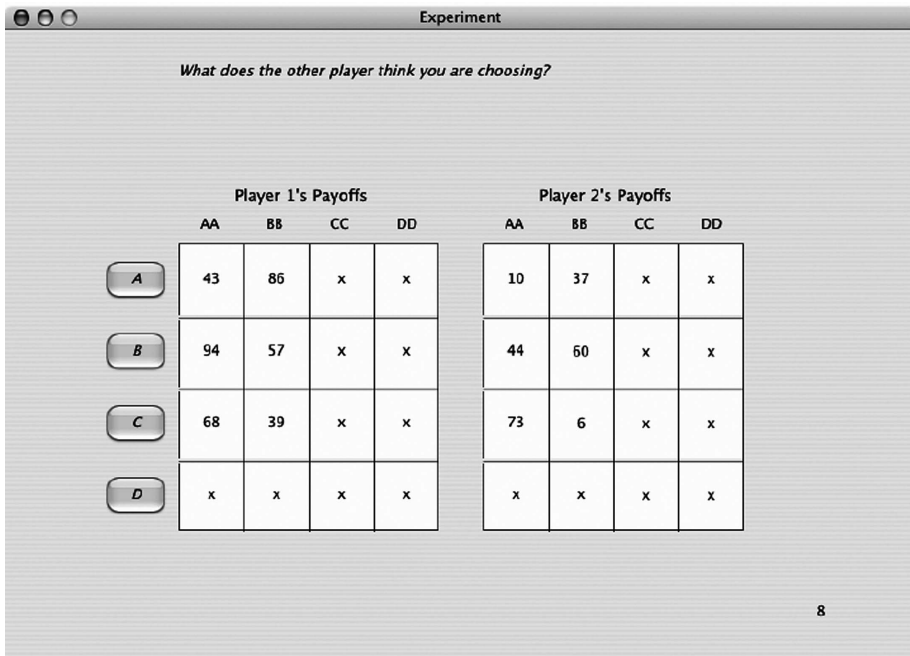 Experiment
What does the other player think you are choosing?
Player 1's Payoffs Player 2's Payoffs
AA BB CC DD AA BB CC DD
A 43 86 x x 10 37 x x
B 94 57 x x 44 60 x x
C 68 39 x x 73 6 x x
D x x x x x x x x
8